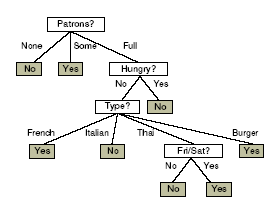 Patrons?
None Some Full
No Yes Hungry?
No Yes
Type? No
French Italian Thai Burger
Yes No Fri/Sat? Yes
No Yes
No Yes